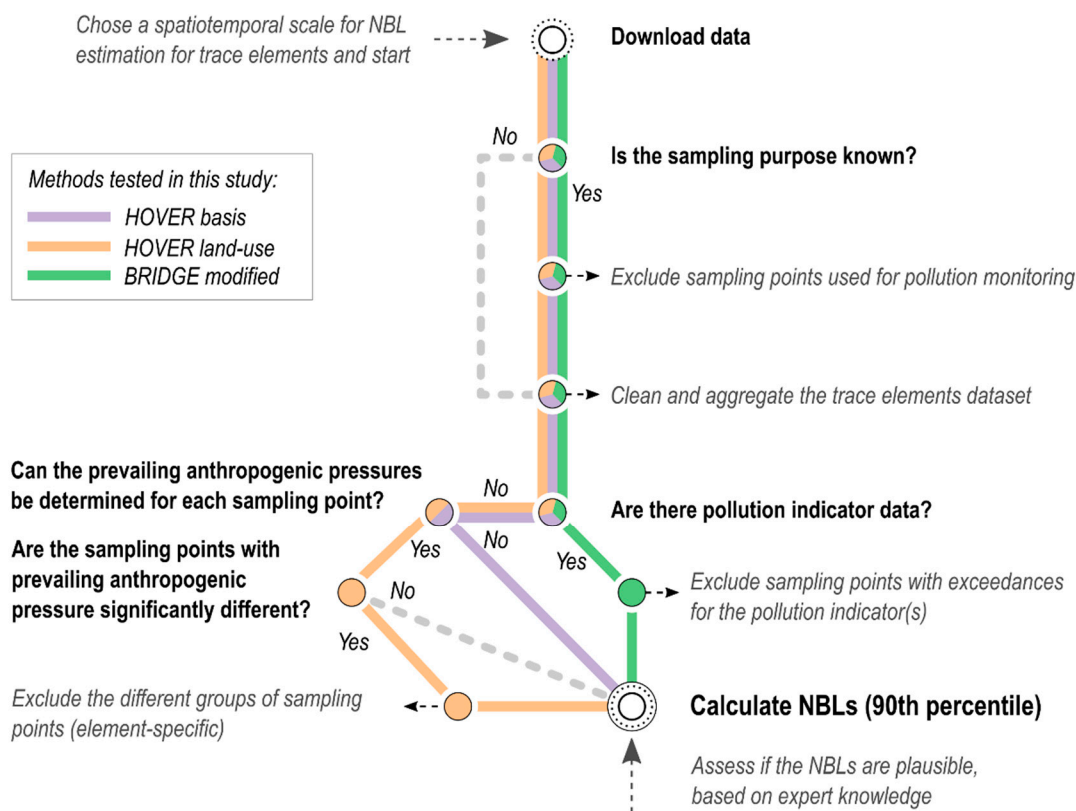 Chose a spatiotemporal scale for NBL
estimation for trace elements and start
Download data
No
Is the sampling purpose known?
Yes
Methods tested in this study:
HOVER basis
HOVER land-use
BRIDGE modified
Exclude sampling points used for pollution monitoring
Clean and aggregate the trace elements dataset
Can the prevailing anthropogenic pressures
be determined for each sampling point?
No
No
Are there pollution indicator data?
Yes
Yes
Are the sampling points with
prevailing anthropogenic
pressure significantly different?
No
Yes
Exclude sampling points with exceedances
for the pollution indicator(s)
Exclude the different groups of sampling
points (element-specific)
Calculate NBLs (90th percentile)
Assess if the NBLs are plausible,
based on expert knowledge